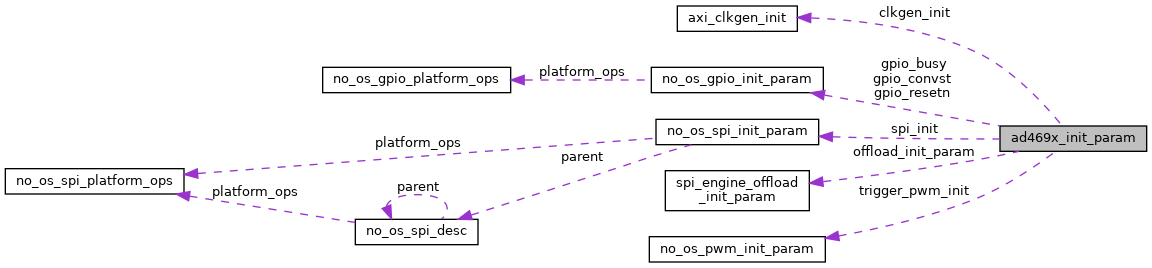 axi_clkgen_init
clkgen_init
no_os_gpio_platform_ops
platform_ops
no_os_gpio_init_param
gpio_busy
gpio_convst
gpio_resetn
no_os_spi_init_param
spi_init
ad469x_init_param
platform_ops
parent
offload_init_param
no_os_spi_platform_ops
platform_ops
parent
spi_engine_offload
_init_param
trigger_pwm_init
no_os_spi_desc
no_os_pwm_init_param